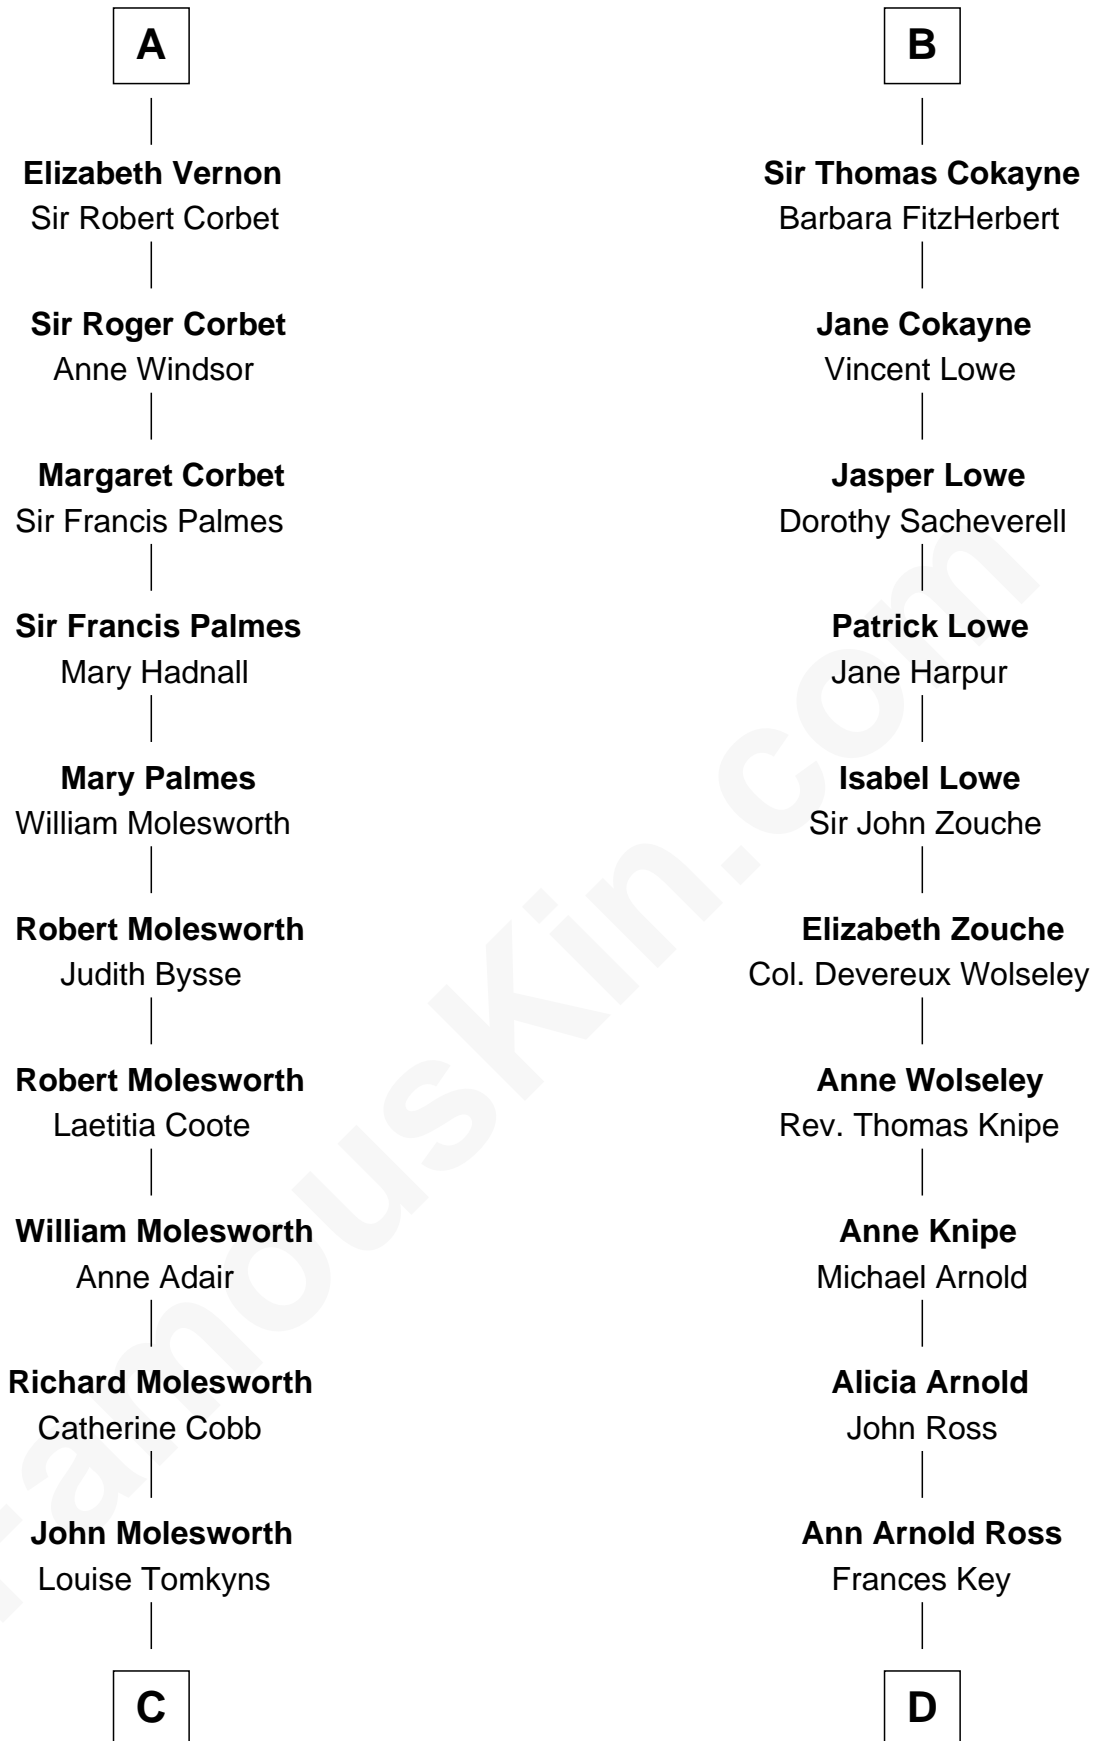 A
Elizabeth Vernon
Sir Robert Corbet
Sir Roger Corbet
Anne Windsor
Margaret Corbet
Sir Francis Palmes
Sir Francis Palmes
Mary Hadnall
Mary Palmes
William Molesworth
Robert Molesworth
Judith Bysse
Robert Molesworth
Laetitia Coote
William Molesworth
Anne Adair
Richard Molesworth
Catherine Cobb
John Molesworth
Louise Tomkyns
C
B
Sir Thomas Cokayne
Barbara FitzHerbert
Jane Cokayne
Vincent Lowe
Jasper Lowe
Dorothy Sacheverell
Patrick Lowe
Jane Harpur
Isabel Lowe
Sir John Zouche
Elizabeth Zouche
Col. Devereux Wolseley
Anne Wolseley
Rev. Thomas Knipe
Anne Knipe
Michael Arnold
Alicia Arnold
John Ross
Ann Arnold Ross
Frances Key
D
FamousKin.com